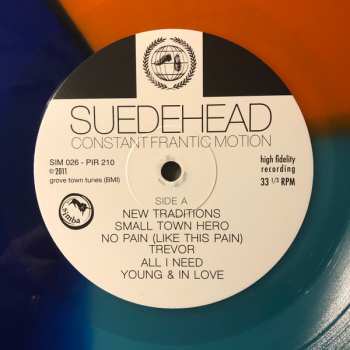 SUEDEHEAD
CONSTANT FRANTIC MOTION
SIM 026 - PIR 210
© 2011
grove town tunes (BMI)
high fidelity
recording
33 1/3 RPM
SIDE A
NEW TRADITIONS
SMALL TOWN HERO
NO PAIN (LIKE THIS PAIN)
TREVOR
ALL I NEED
YOUNG & IN LOVE
Simba